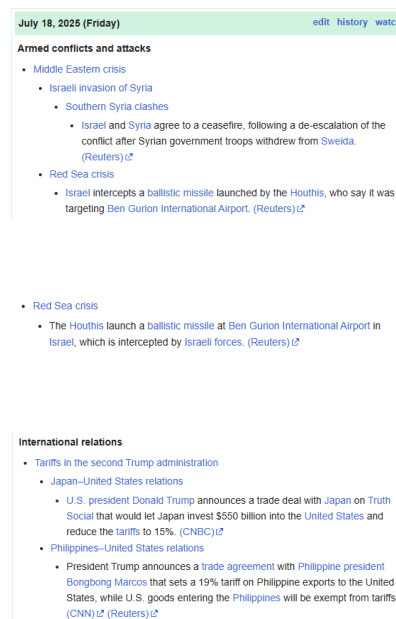 July 18, 2025 (Friday) edit history watc
Armed conflicts and attacks
• Middle Eastern crisis
• Israeli invasion of Syria
• Southern Syria clashes
• Israel and Syria agree to a ceasefire, following a de-escalation of the
conflict after Syrian government troops withdrew from Sweida.
(Reuters)
• Red Sea crisis
• Israel intercepts a ballistic missile launched by the Houthis, who say it was
targeting Ben Gurion International Airport. (Reuters)
• Red Sea crisis
• The Houthis launch a ballistic missile at Ben Gurion International Airport in
Israel, which is intercepted by Israeli forces. (Reuters)
International relations
• Tariffs in the second Trump administration
• Japan–United States relations
• U.S. president Donald Trump announces a trade deal with Japan on Truth
Social that would let Japan invest $550 billion into the United States and
reduce the tariffs to 15%. (CNBC)
• Philippines–United States relations
• President Trump announces a trade agreement with Philippine president
Bongbong Marcos that sets a 19% tariff on Philippine exports to the United
States, while U.S. goods entering the Philippines will be exempt from tariffs
(CNN) (Reuters)